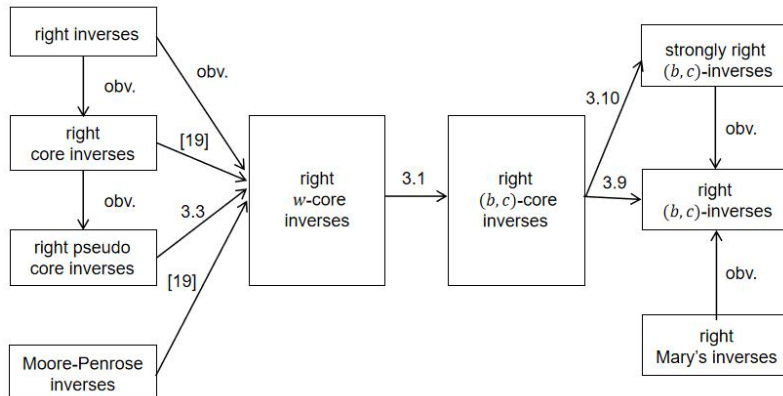 right inverses
obv.
obv.
right
core inverses
[19]
obv.
3.3
right pseudo
core inverses
[19]
Moore-Penrose
inverses
right
w-core
inverses
3.1
right
(b, c)-core
inverses
3.10
3.9
strongly right
(b, c)-inverses
obv.
right
(b, c)-inverses
obv.
right
Mary's inverses